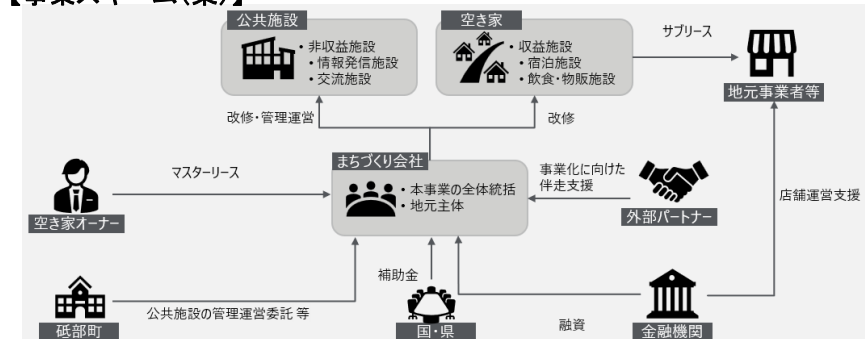 【事業スキーム(案)】
公共施設
・非収益施設
・情報発信施設
・交流施設
空き家
・収益施設
・宿泊施設
・飲食・物販施設
サブリース
地元事業者等
改修・管理運営
改修
まちづくり会社
・本事業の全体統括
・地元主体
マスターリース
空き家オーナー
事業化に向けた
伴走支援
外部パートナー
店舗運営支援
補助金
公共施設の管理運営委託 等
融資
砥部町
国・県
金融機関